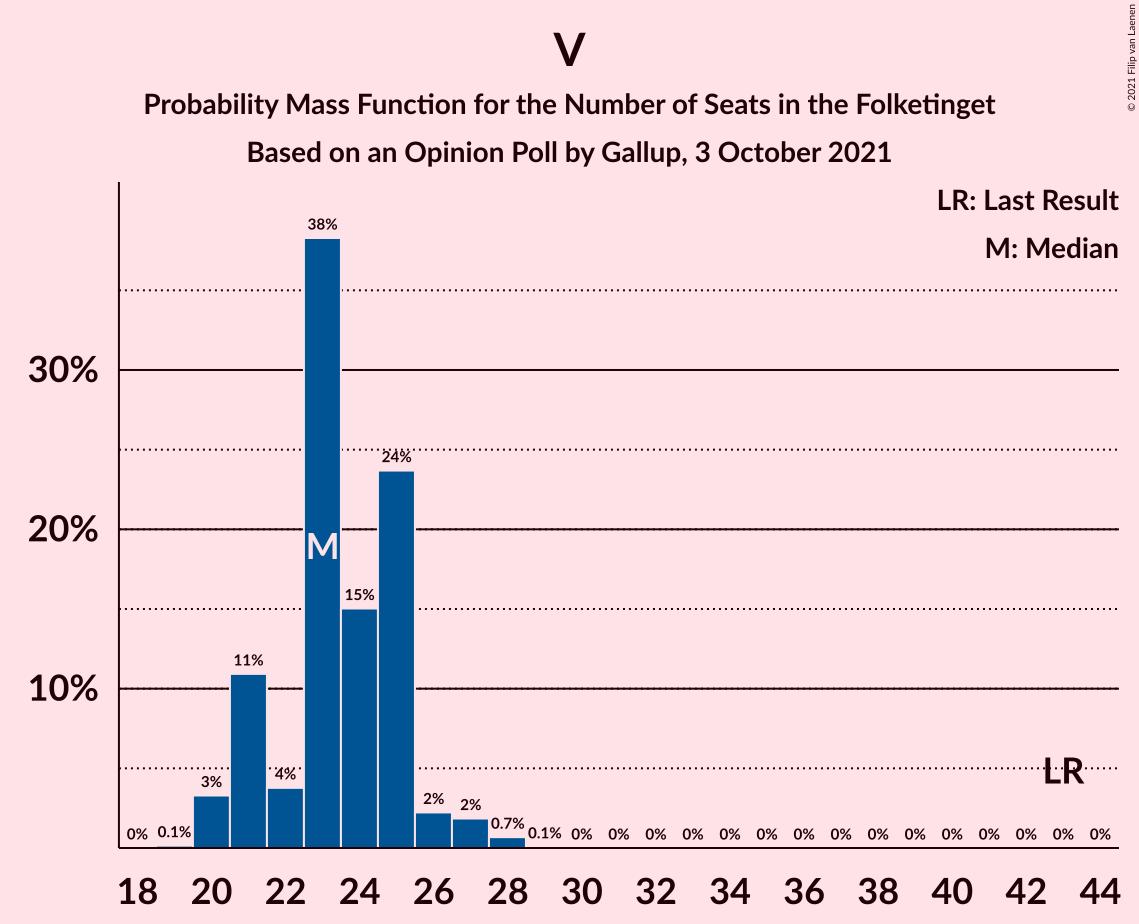 © 2021 Filip van Laenen
V
Probability Mass Function for the Number of Seats in the Folketinget
Based on an Opinion Poll by Gallup, 3 October 2021
LR: Last Result
M: Median
38%
30%
24%
20%
M
15%
11%
10%
LR
3%
4%
2%
2%
0.7%
0% 0.1%
0.1% 0% 0% 0% 0% 0% 0% 0% 0% 0% 0% 0% 0% 0% 0% 0%
18 20 22 24 26 28 30 32 34 36 38 40 42 44